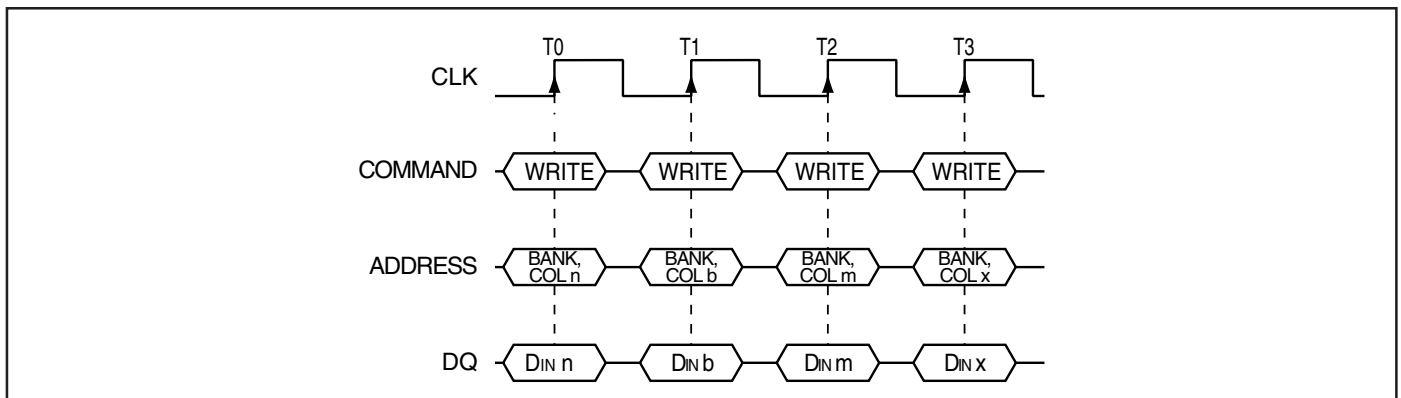 T0 T1 T2 T3
CLK
COMMAND WRITE WRITE WRITE WRITE
ADDRESS BANK, COL n BANK, COL b BANK, COL m BANK, COL x
DQ DIN n DIN b DIN m DIN x